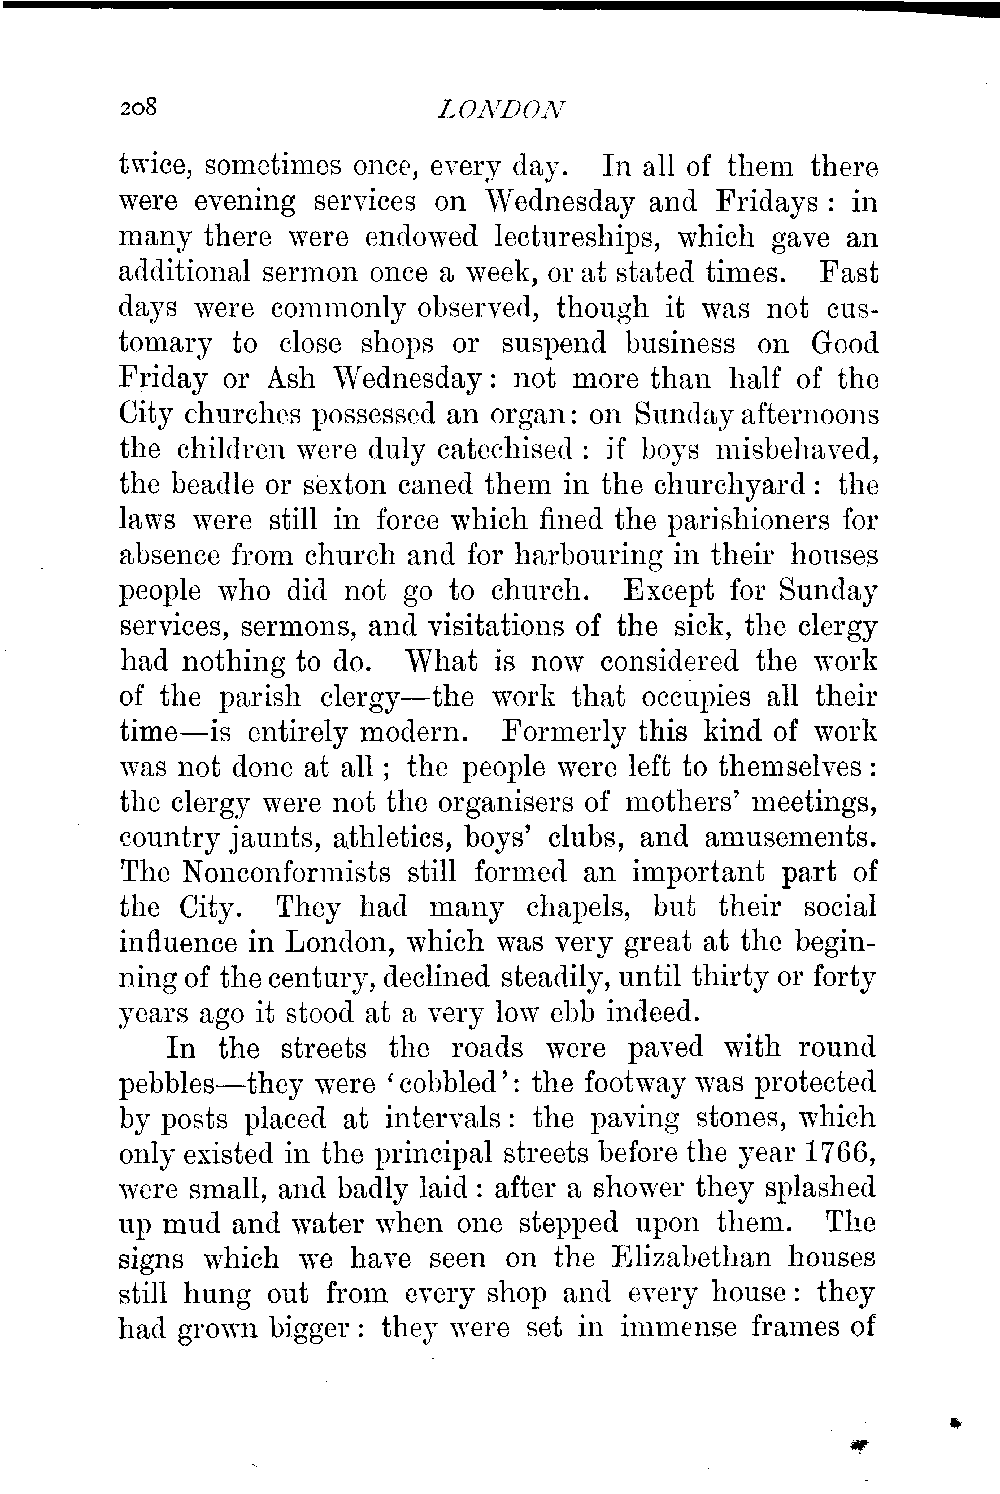 208 LONDON
twice, sometimes once, every day. In all of them there
were evening services on Wednesday and Fridays : in
many there were endowed lectureships, which gave an
additional sermon once a week, or at stated times. Fast
days were commonly observed, though it was not cus-
tomary to close shops or suspend business on Good
Friday or Ash Wednesday : not more than half of the
City churches possessed an organ : on Sunday afternoons
the children were duly catechised : if boys misbehaved,
the beadle or sexton caned them in the churchyard : the
laws were still in force which fined the parishioners for
absence from church and for harbouring in their houses
people who did not go to church. Except for Sunday
services, sermons, and visitations of the sick, the clergy
had nothing to do. What is now considered the work
of the parish clergy—the work that occupies all their
time—is entirely modern. Formerly this kind of work
was not done at all ; the people were left to themselves :
the clergy were not the organisers of mothers' meetings,
country jaunts, athletics, boys' clubs, and amusements.
The Nonconformists still formed an important part of
the City. They had many chapels, but their social
influence in London, which was very great at the begin-
ning of the century, declined steadily, until thirty or forty
years ago it stood at a very low ebb indeed.
In the streets the roads were paved with round
pebbles—they were 'cobbled' : the footway was protected
by posts placed at intervals : the paving stones, which
only existed in the principal streets before the year 1766,
were small, and badly laid : after a shower they splashed
up mud and water when one stepped upon them. The
signs which we have seen on the Elizabethan houses
still hung out from every shop and every house : they
had grown bigger : they were set in immense frames of